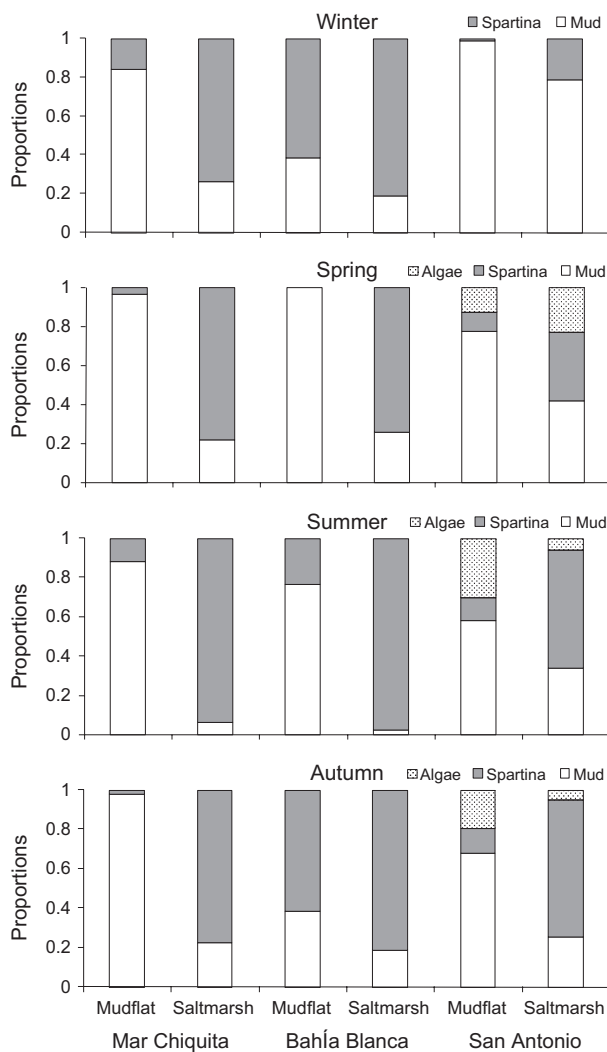 Winter
Spartina Mud
Proportions
1
0.8
0.6
0.4
0.2
0
Spring
Algae Spartina Mud
Proportions
1
0.8
0.6
0.4
0.2
0
Summer
Algae Spartina Mud
Proportions
1
0.8
0.6
0.4
0.2
0
Autumn
Algae Spartina Mud
Proportions
1
0.8
0.6
0.4
0.2
0
Mudflat Saltmarsh Mudflat Saltmarsh Mudflat Saltmarsh
Mar Chiquita BahÍa Blanca San Antonio